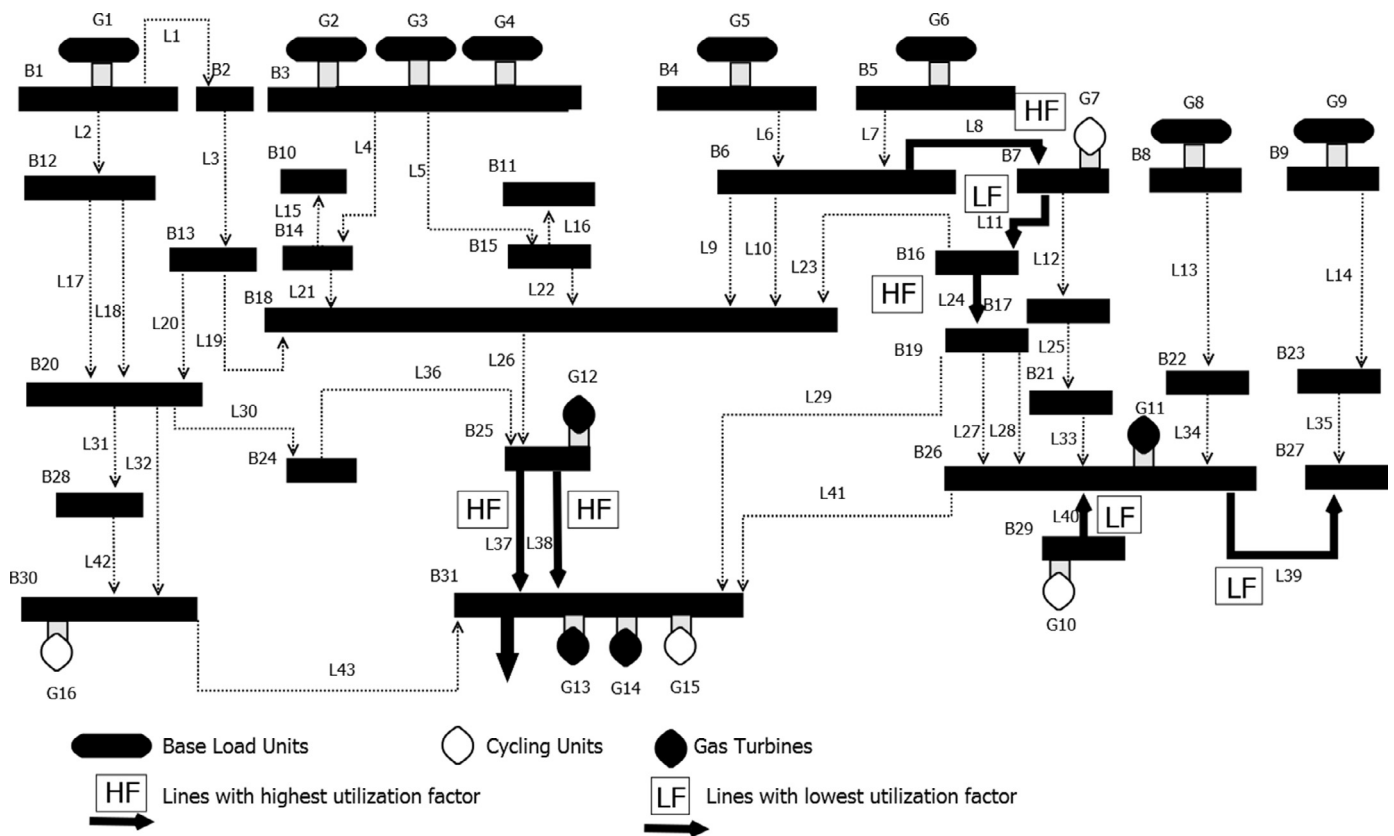 G1
L1
G2
G3
G4
G5
G6
B1
B2
B3
B4
B5
HF
G7
G8
G9
L2
L3
L4
L5
L6
L7
L8
B12
B10
B11
B6
B7
B8
B9
LF
L15
L16
L11
B13
B14
B15
B16
L9
L10
L23
L12
L13
L14
L17
L18
L20
L19
B18
L21
L22
HF
L24
B17
B19
L25
B20
L36
L26
G12
L29
B21
B22
B23
G11
L30
L31
L32
B24
B25
L27
L28
L33
L34
L35
B26
B27
B28
HF
HF
L41
L40
LF
B29
L37
L38
L42
B30
B31
LF
L39
G10
L43
G16
G13
G14
G15
Base Load Units
Cycling Units
Gas Turbines
HF
Lines with highest utilization factor
LF
Lines with lowest utilization factor